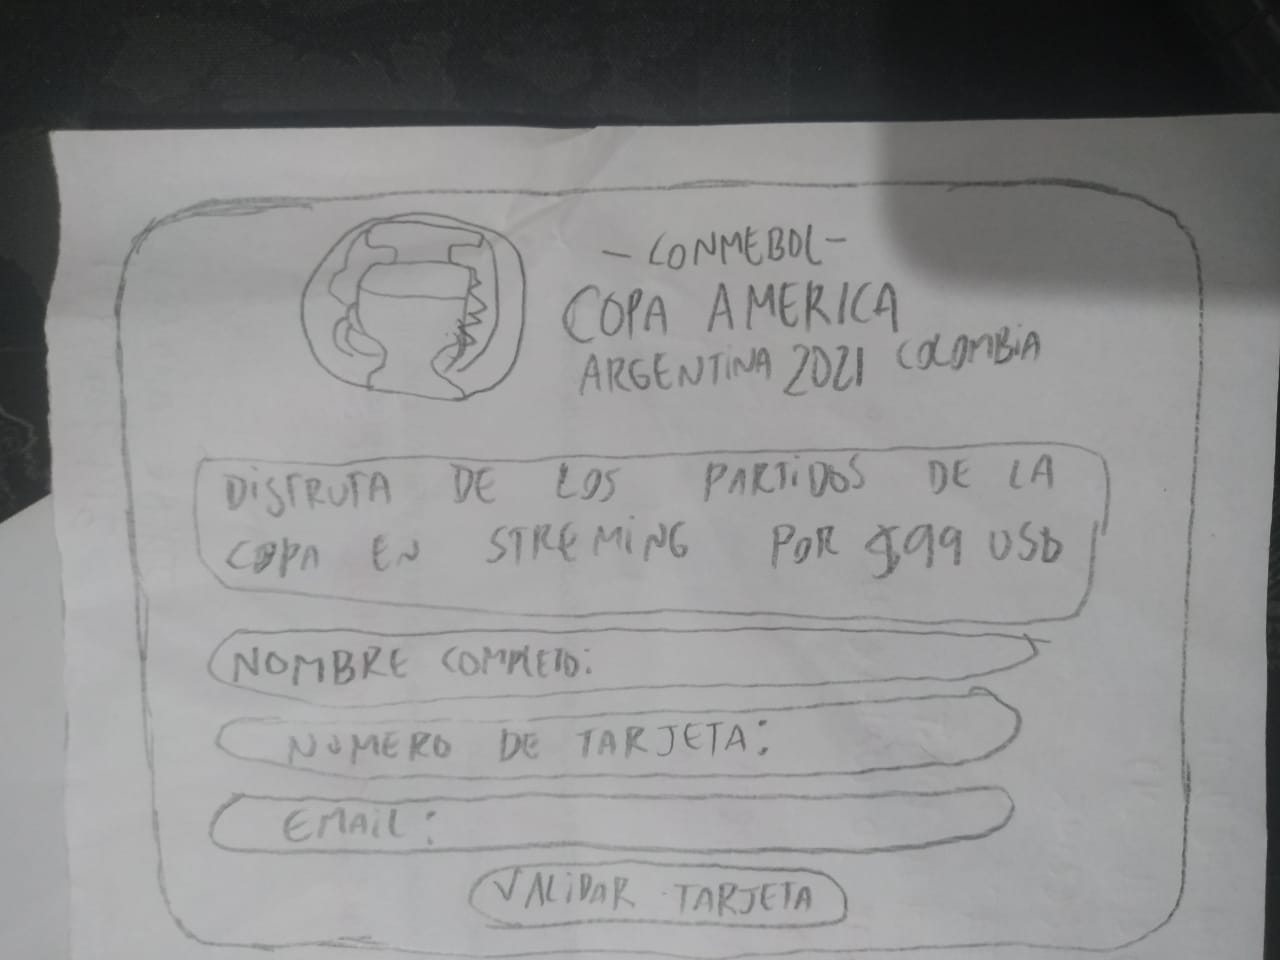 - CONMEBOL -
COPA AMERICA
ARGENTINA 2021 COLOMBIA
DISTRUTA DE LOS PARTIDOS DE LA
COPA EN STREMING POR $99 USD
NOMBRE COMPLETO:
NUMERO DE TARJETA:
EMAIL:
VALIDAR TARJETA